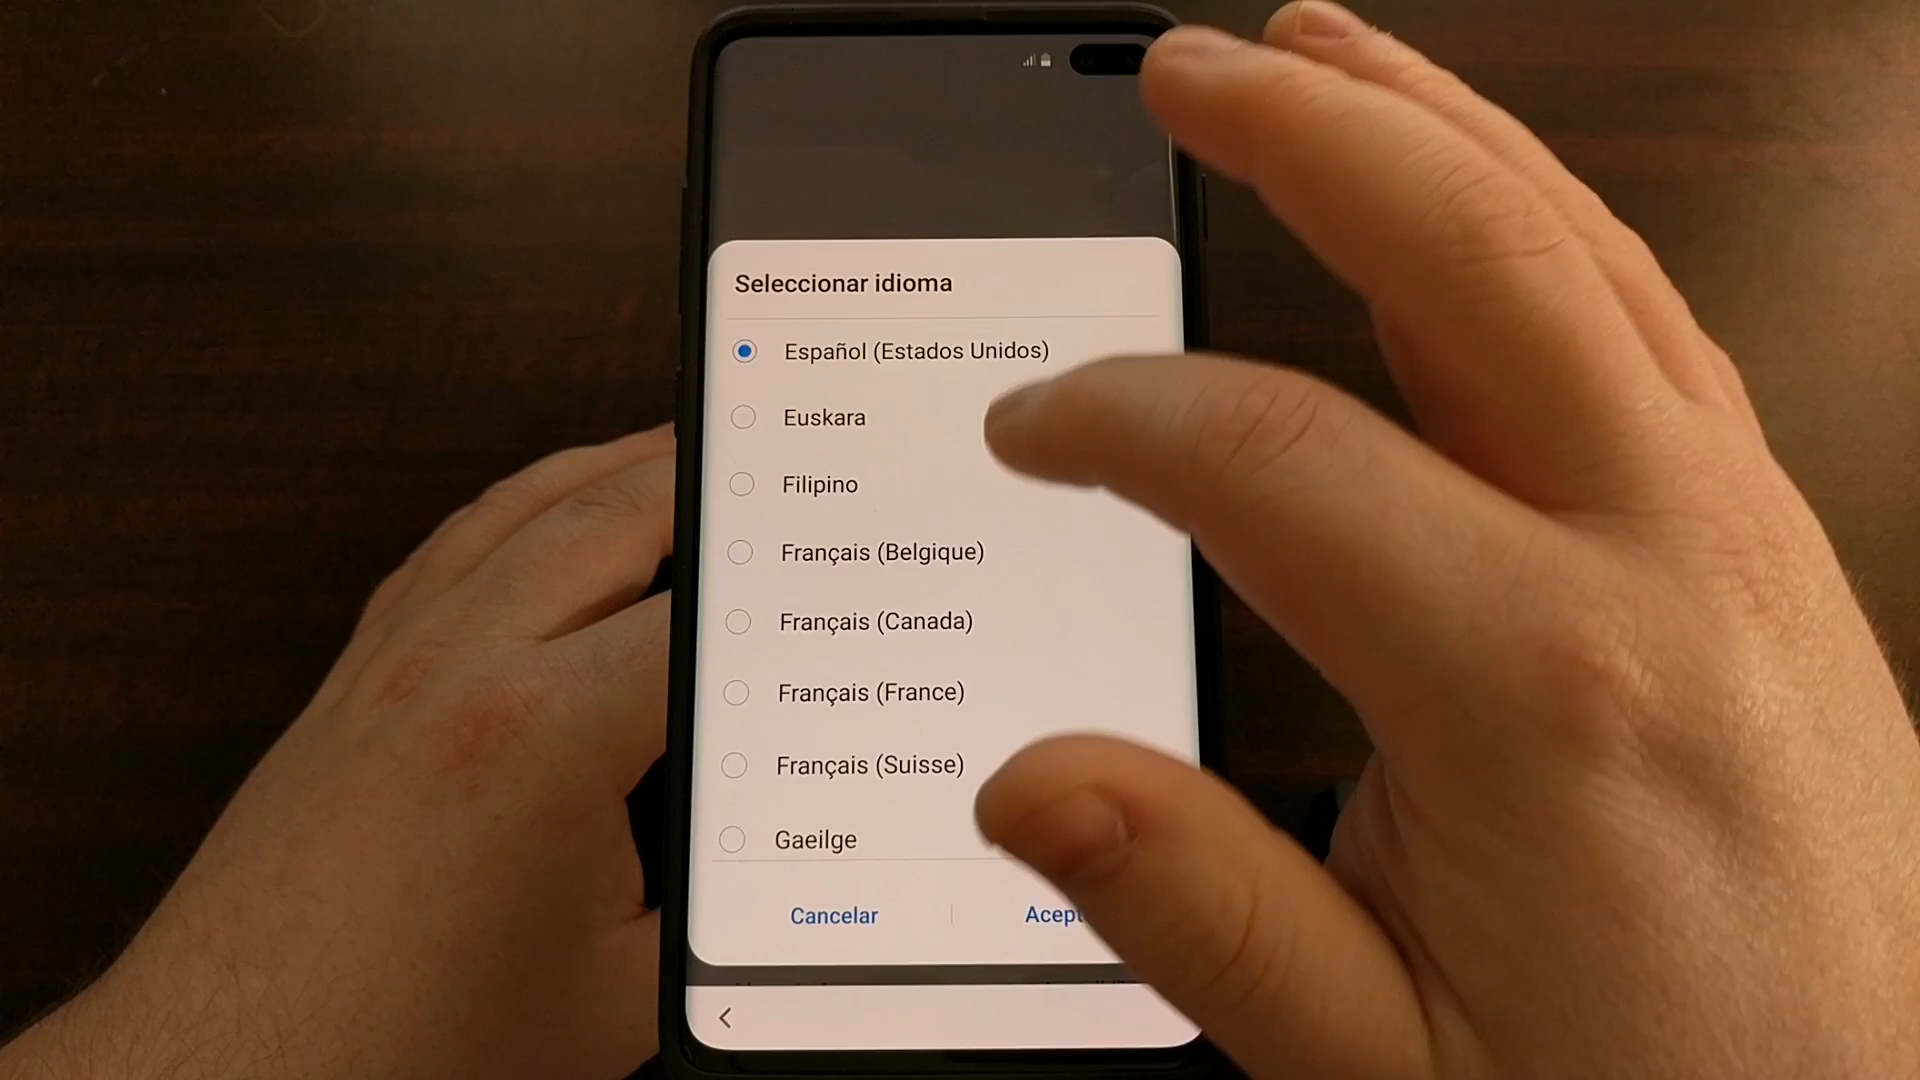 Seleccionar idioma
Español (Estados Unidos)
Euskara
Filipino
Français (Belgique)
Français (Canada)
Français (France)
Français (Suisse)
Gaeilge
Cancelar